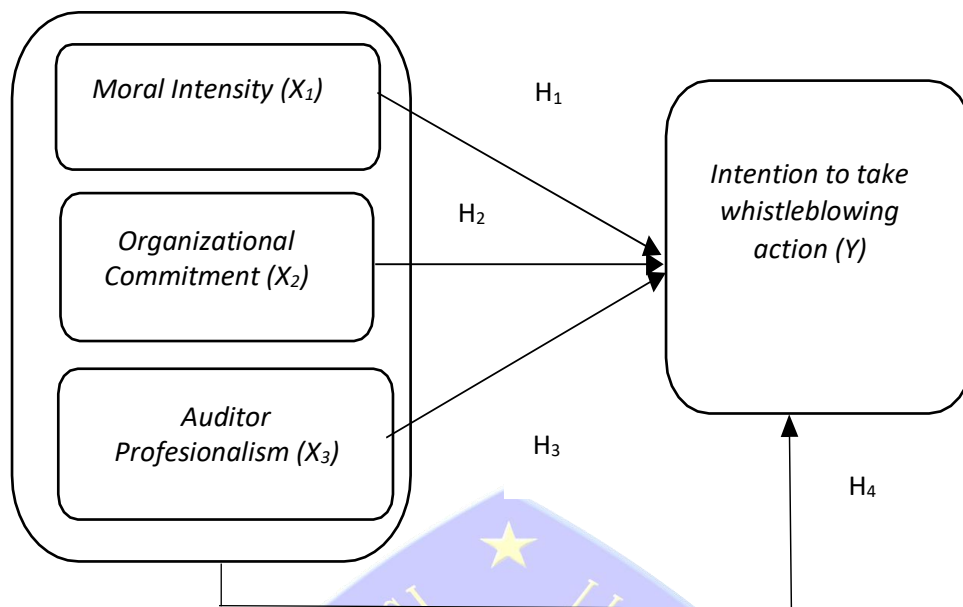 Moral Intensity (X₁)
H₁
Organizational
Commitment (X₂)
H₂
Intention to take
whistleblowing
action (Y)
Auditor
Profesionalism (X₃)
H₃
H₄